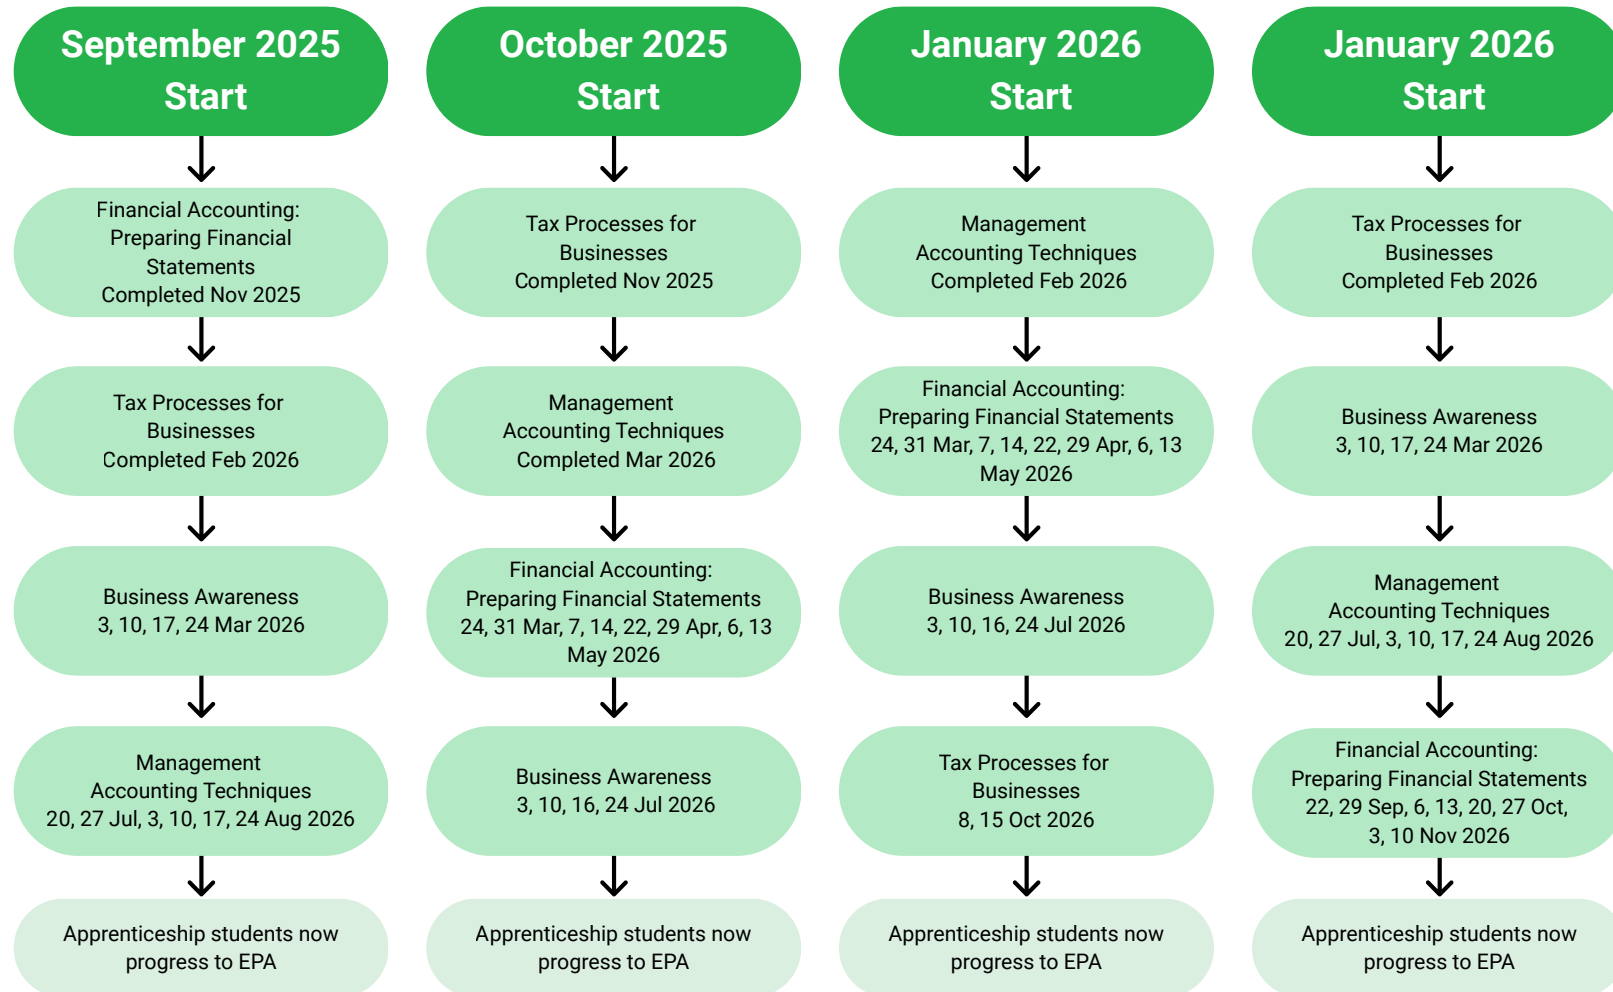 September 2025
Start
Financial Accounting:
Preparing Financial
Statements
Completed Nov 2025
Tax Processes for
Businesses
Completed Feb 2026
Business Awareness
3, 10, 17, 24 Mar 2026
Management
Accounting Techniques
20, 27 Jul, 3, 10, 17, 24 Aug 2026
Apprenticeship students now
progress to EPA
October 2025
Start
Tax Processes for
Businesses
Completed Nov 2025
Management
Accounting Techniques
Completed Mar 2026
Financial Accounting:
Preparing Financial Statements
24, 31 Mar, 7, 14, 22, 29 Apr, 6, 13
May 2026
Business Awareness
3, 10, 16, 24 Jul 2026
Apprenticeship students now
progress to EPA
January 2026
Start
Management
Accounting Techniques
Completed Feb 2026
Financial Accounting:
Preparing Financial Statements
24, 31 Mar, 7, 14, 22, 29 Apr, 6, 13
May 2026
Business Awareness
3, 10, 16, 24 Jul 2026
Tax Processes for
Businesses
8, 15 Oct 2026
Apprenticeship students now
progress to EPA
January 2026
Start
Tax Processes for
Businesses
Completed Feb 2026
Business Awareness
3, 10, 17, 24 Mar 2026
Management
Accounting Techniques
20, 27 Jul, 3, 10, 17, 24 Aug 2026
Financial Accounting:
Preparing Financial Statements
22, 29 Sep, 6, 13, 20, 27 Oct,
3, 10 Nov 2026
Apprenticeship students now
progress to EPA